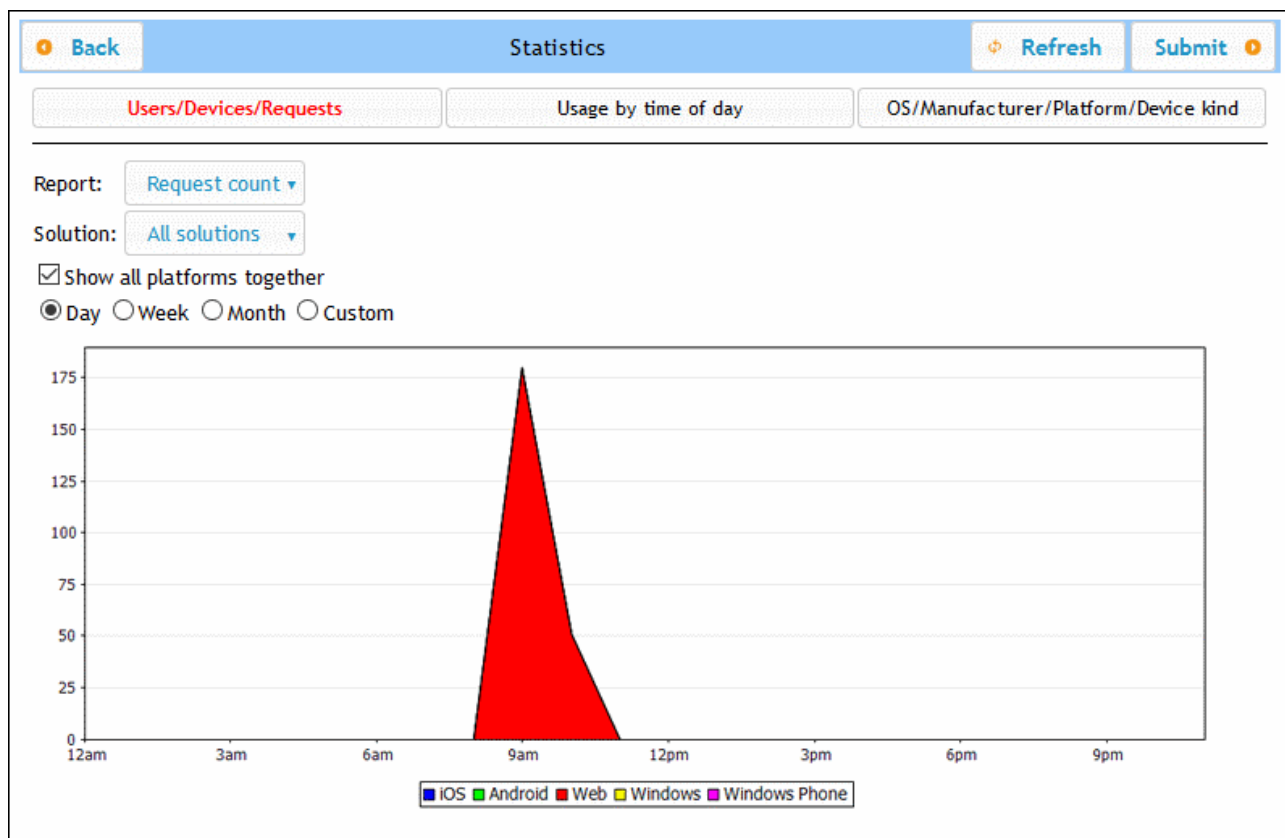 Back Statistics Refresh Submit
Users/Devices/Requests Usage by time of day OS/Manufacturer/Platform/Device kind
Report: Request count
Solution: All solutions
Show all platforms together
Day Week Month Custom
175
150
125
100
75
50
25
0
12am 3am 6am 9am 12pm 3pm 6pm 9pm
iOS Android Web Windows Windows Phone